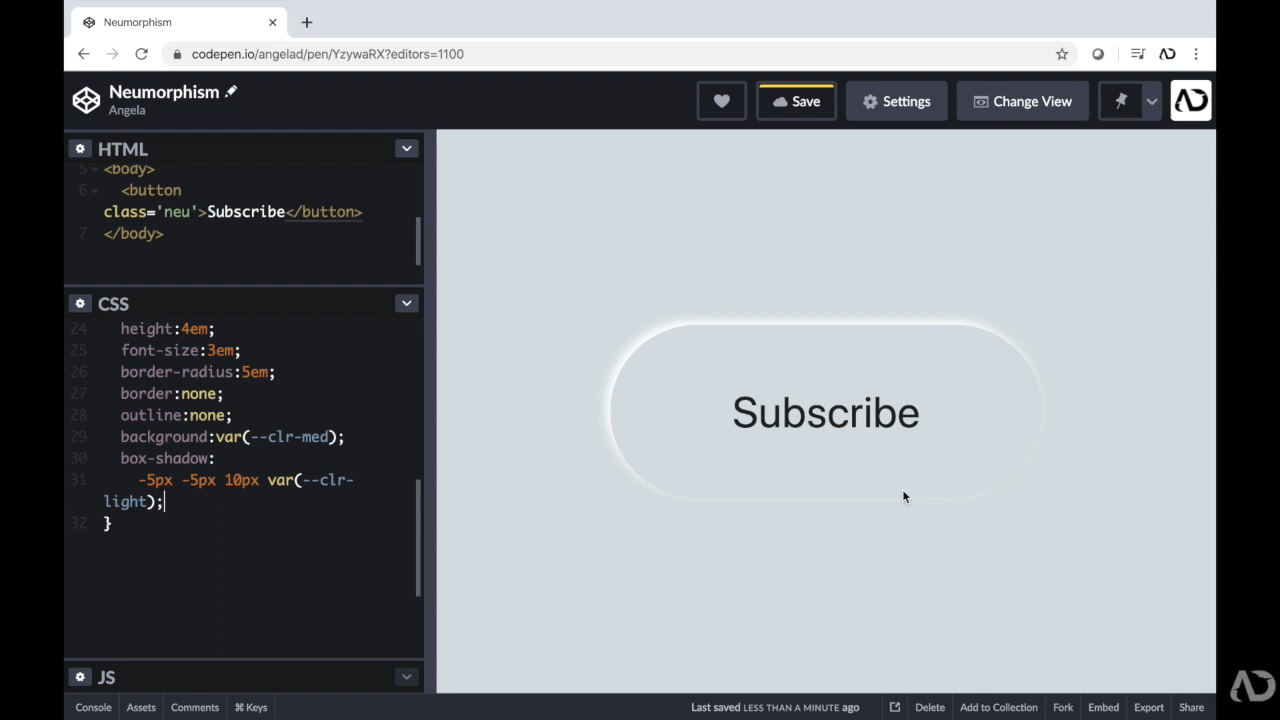 Neumorphism
codepen.io/angelad/pen/YzywaRX?editors=1100
Neumorphism
Angela
Save
Settings
Change View
HTML
5 <body>
6 <button
class='neu'>Subscribe</button>
7 </body>
CSS
24 height:4em;
25 font-size:3em;
26 border-radius:5em;
27 border:none;
28 outline:none;
29 background:var(--clr-med);
30 box-shadow:
31 -5px -5px 10px var(--clr-
light);
32 }
Subscribe
JS
Console
Assets
Comments
⌘ Keys
Last saved LESS THAN A MINUTE ago
Delete
Add to Collection
Fork
Embed
Export
Share